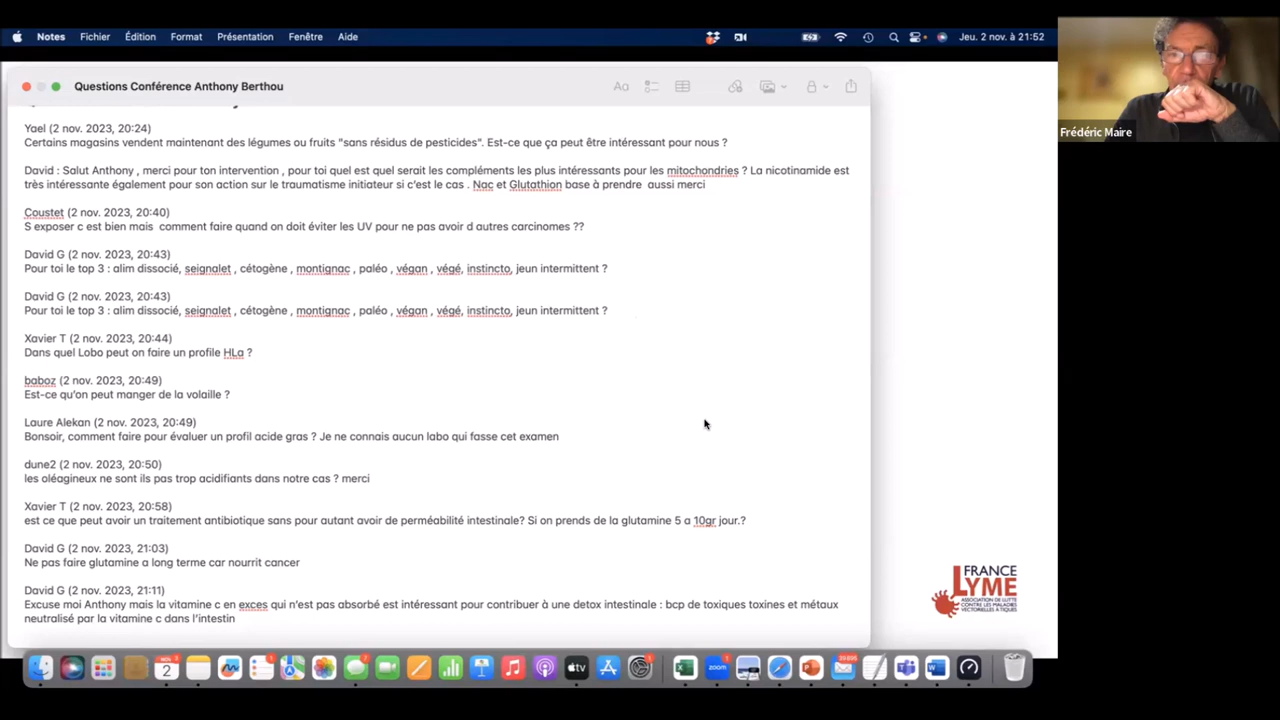 Notes Fichier Édition Format Présentation Fenêtre Aide Jeu. 2 nov. à 21:52
Questions Conférence Anthony Berthou
Yael (2 nov. 2023, 20:24)
Certains magasins vendent maintenant des légumes ou fruits "sans résidus de pesticides". Est-ce que ça peut être intéressant pour nous ?
David : Salut Anthony , merci pour ton intervention , pour toi quel est quel serait les compléments les plus intéressants pour les mitochondries ? La nicotinamide est
très intéressante également pour son action sur le traumatisme initiateur si c'est le cas . Nac et Glutathion base à prendre aussi merci
Coustet (2 nov. 2023, 20:40)
S exposer c est bien mais comment faire quand on doit éviter les UV pour ne pas avoir d autres carcinomes ??
David G (2 nov. 2023, 20:43)
Pour toi le top 3 : alim dissocié, seignalet , cétogène , montignac , paléo , végan , végé, instincto, jeun intermittent ?
David G (2 nov. 2023, 20:43)
Pour toi le top 3 : alim dissocié, seignalet , cétogène , montignac , paléo , végan , végé, instincto, jeun intermittent ?
Xavier T (2 nov. 2023, 20:44)
Dans quel Lobo peut on faire un profile HLa ?
baboz (2 nov. 2023, 20:49)
Est-ce qu'on peut manger de la volaille ?
Laure Alekan (2 nov. 2023, 20:49)
Bonsoir, comment faire pour évaluer un profil acide gras ? Je ne connais aucun labo qui fasse cet examen
dune2 (2 nov. 2023, 20:50)
les oléagineux ne sont ils pas trop acidifiants dans notre cas ? merci
Xavier T (2 nov. 2023, 20:58)
est ce que peut avoir un traitement antibiotique sans pour autant avoir de perméabilité intestinale? Si on prends de la glutamine 5 a 10gr jour.?
David G (2 nov. 2023, 21:03)
Ne pas faire glutamine a long terme car nourrit cancer
David G (2 nov. 2023, 21:11)
Excuse moi Anthony mais la vitamine c en exces qui n'est pas absorbé est intéressant pour contribuer à une detox intestinale : bcp de toxiques toxines et métaux
neutralisé par la vitamine c dans l'intestin
Frédéric Maire
FRANCE
LYME
ASSOCIATION DE LUTTE
CONTRE LES MALADIES
VECTORIELLES À TIQUES
zoom
tv